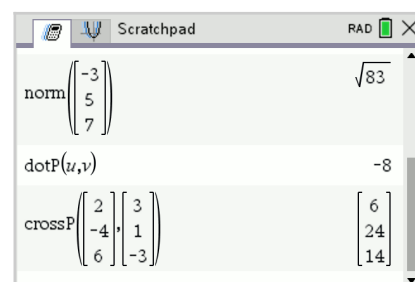 Scratchpad RAD
norm([-3
5
7]) √83
dotP(u,v) -8
crossP([2
-4
6],[3
1
-3]) [6
24
14]